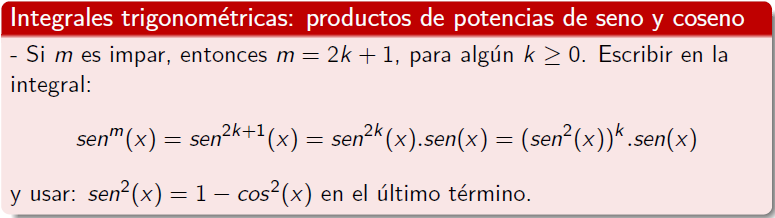 Integrales trigonométricas: productos de potencias de seno y coseno
- Si m es impar, entonces m = 2k + 1, para algún k ≥ 0. Escribir en la
integral:
sen^m(x) = sen^{2k+1}(x) = sen^{2k}(x).sen(x) = (sen^2(x))^k.sen(x)
y usar: sen^2(x) = 1 − cos^2(x) en el último término.